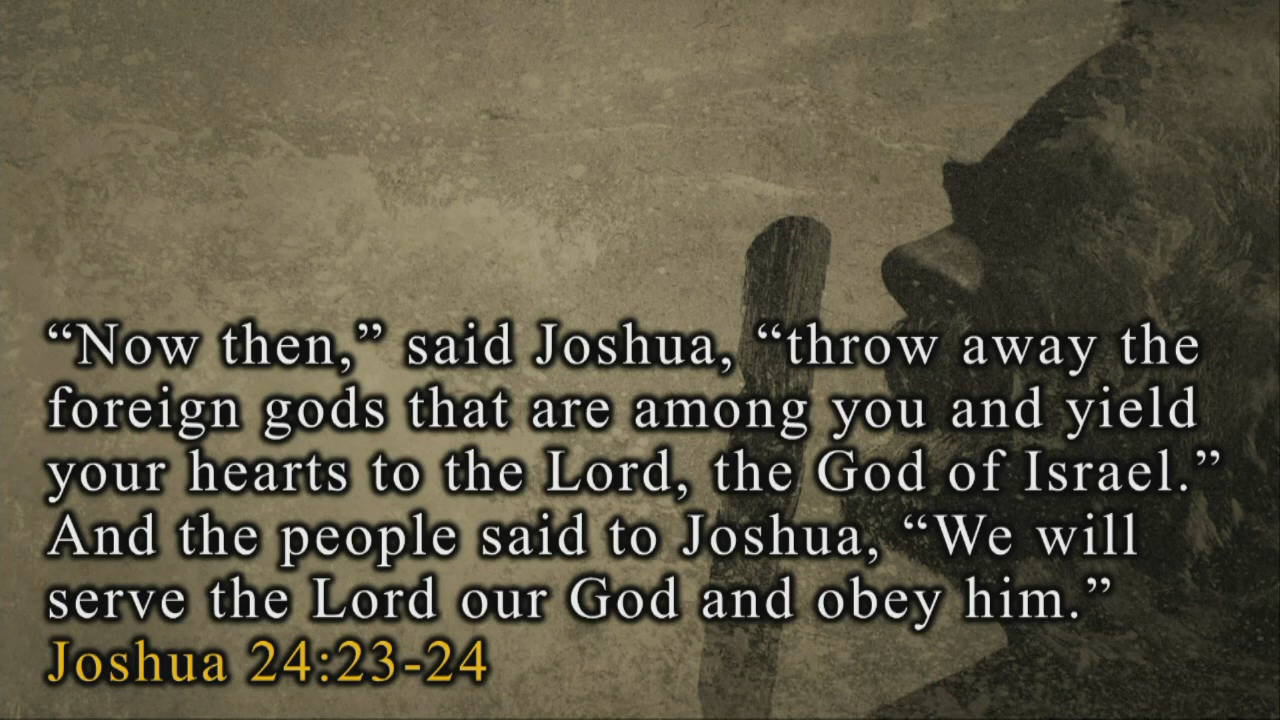 “Now then,” said Joshua, “throw away the
foreign gods that are among you and yield
your hearts to the Lord, the God of Israel.”
And the people said to Joshua, “We will
serve the Lord our God and obey him.”
Joshua 24:23-24